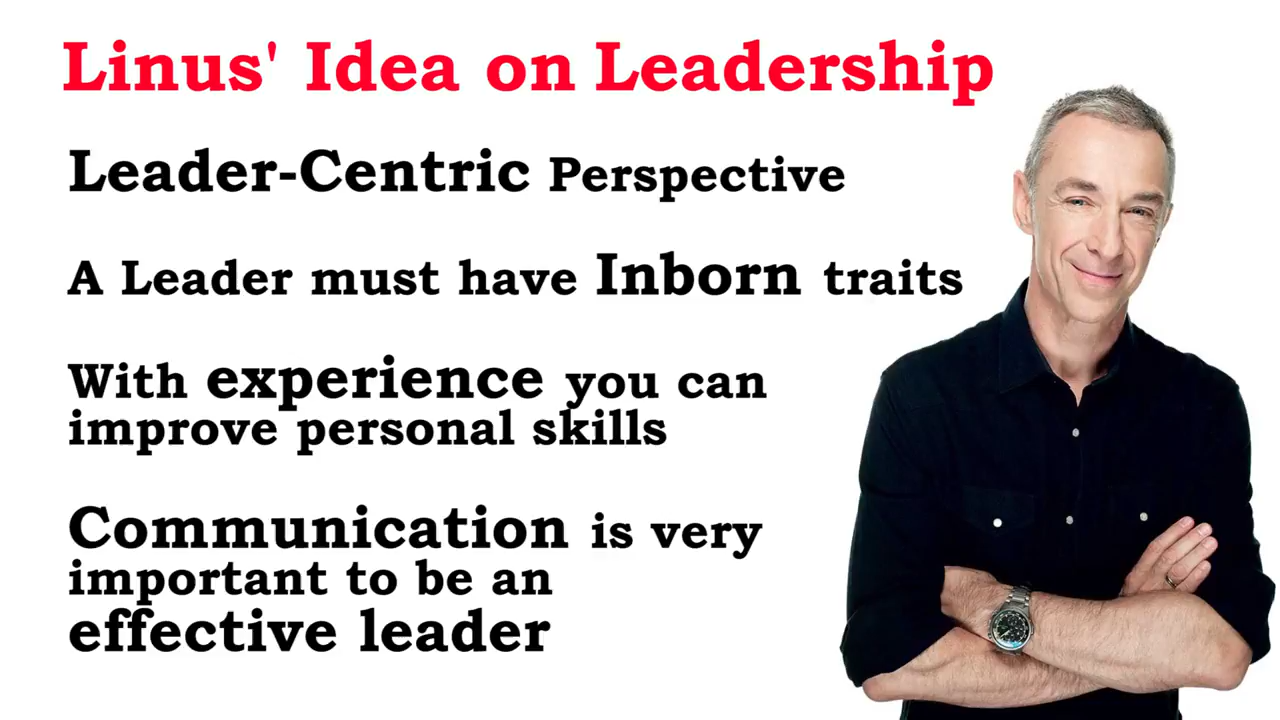 Linus' Idea on Leadership
Leader-Centric Perspective
A Leader must have Inborn traits
With experience you can
improve personal skills
Communication is very
important to be an
effective leader